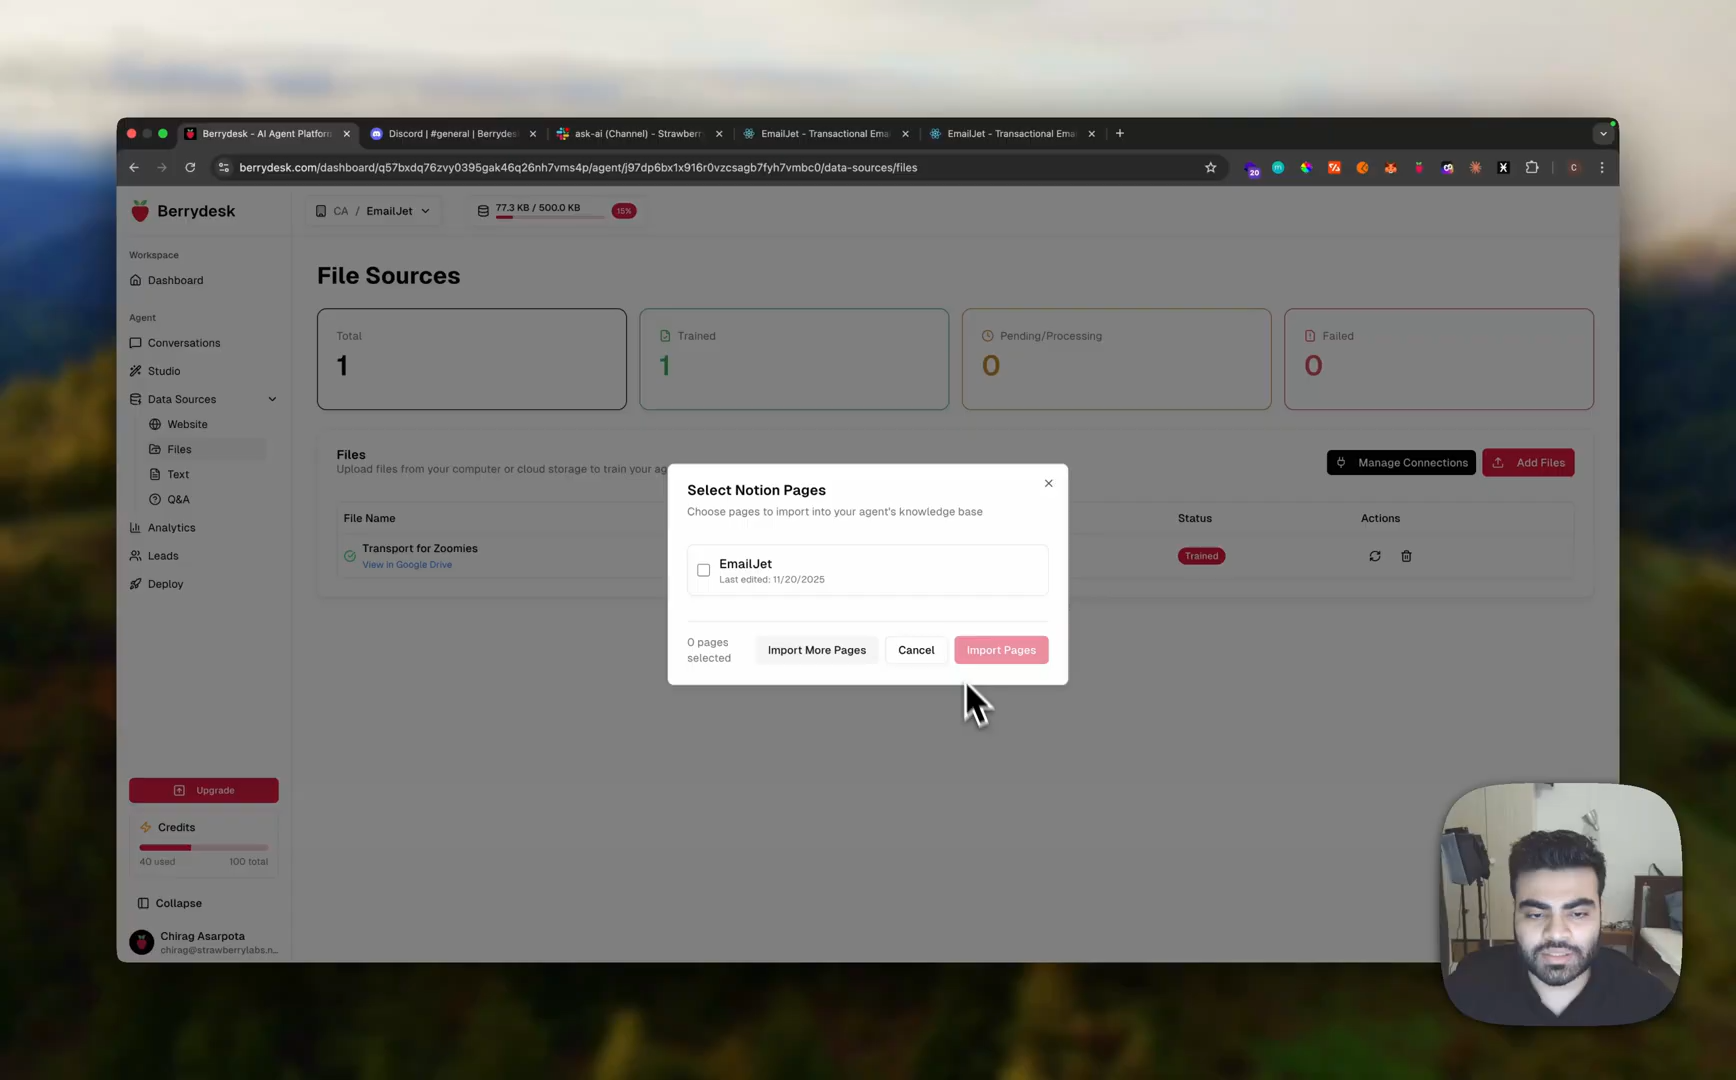 Berrydesk - AI Agent Platform
Discord | #general | Berrydes
ask-ai (Channel) - Strawberr
EmailJet - Transactional Emai
EmailJet - Transactional Emai
berrydesk.com/dashboard/q57bxdq76zvy0395gak46q26nh7vms4p/agent/j97dp6bx1x916r0vzcsagb7fyh7vmbc0/data-sources/files
20
C
Berrydesk
CA / EmailJet
77.3 KB / 500.0 KB
15%
Workspace
Dashboard
Agent
Conversations
Studio
Data Sources
Website
Files
Text
Q&A
Analytics
Leads
Deploy
Upgrade
Credits
40 used
100 total
Collapse
Chirag Asarpota
chirag@strawberrylabs.n...
File Sources
Total
1
Trained
1
Pending/Processing
0
Failed
0
Files
Upload files from your computer or cloud storage to train your ag
Manage Connections
Add Files
File Name
Status
Actions
Transport for Zoomies
View in Google Drive
Trained
Select Notion Pages
Choose pages to import into your agent's knowledge base
EmailJet
Last edited: 11/20/2025
0 pages
selected
Import More Pages
Cancel
Import Pages